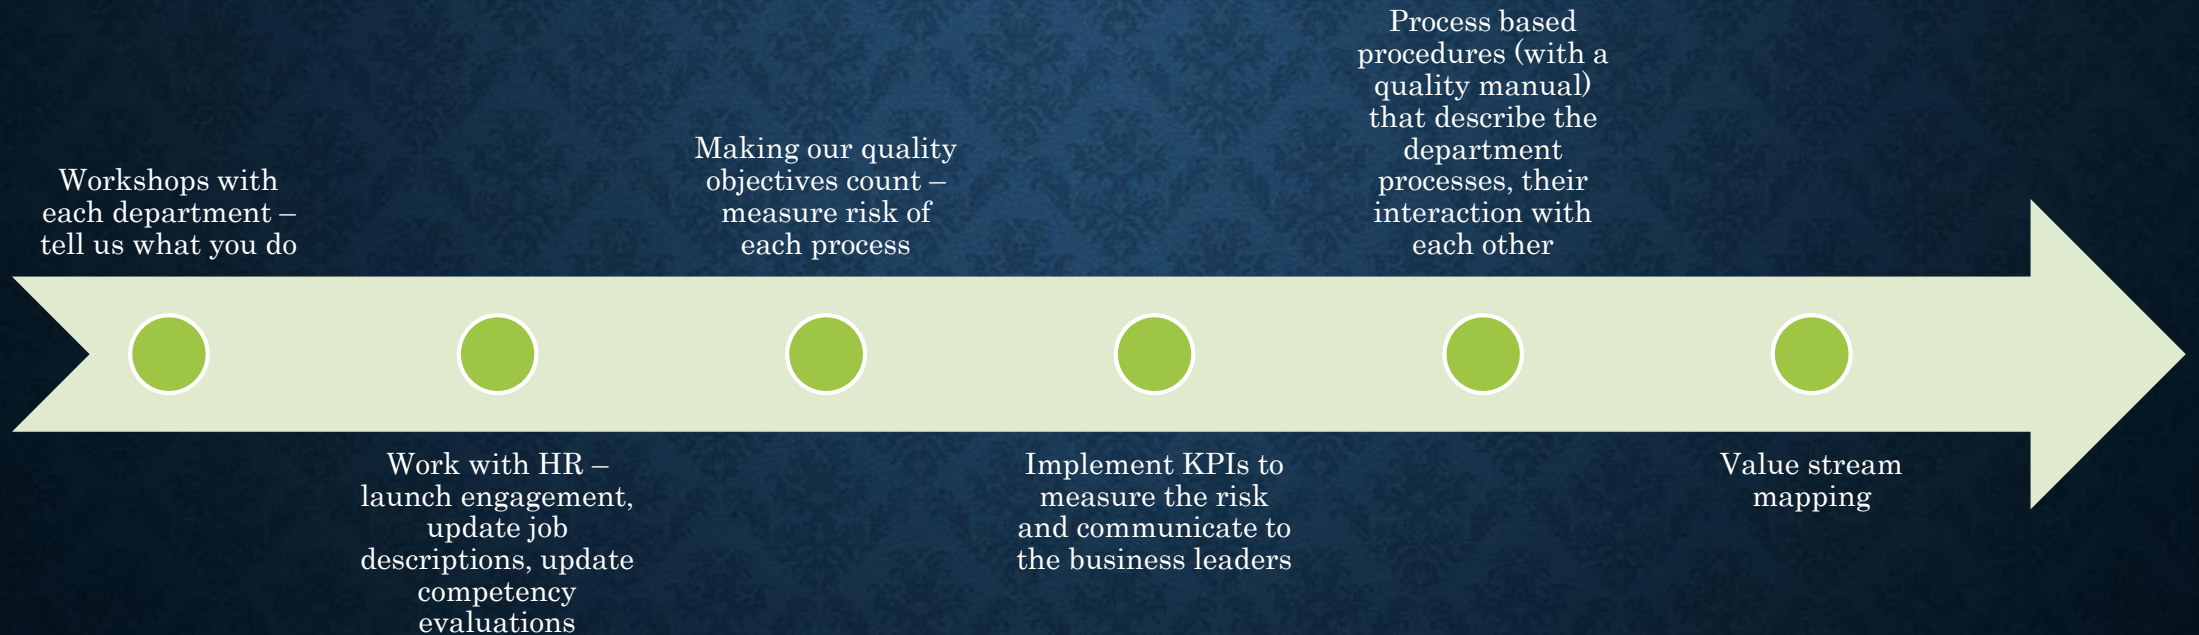 Workshops with
each department –
tell us what you do
Work with HR –
launch engagement,
update job
descriptions, update
competency
evaluations
Making our quality
objectives count –
measure risk of
each process
Implement KPIs to
measure the risk
and communicate to
the business leaders
Process based
procedures (with a
quality manual)
that describe the
department
processes, their
interaction with
each other
Value stream
mapping